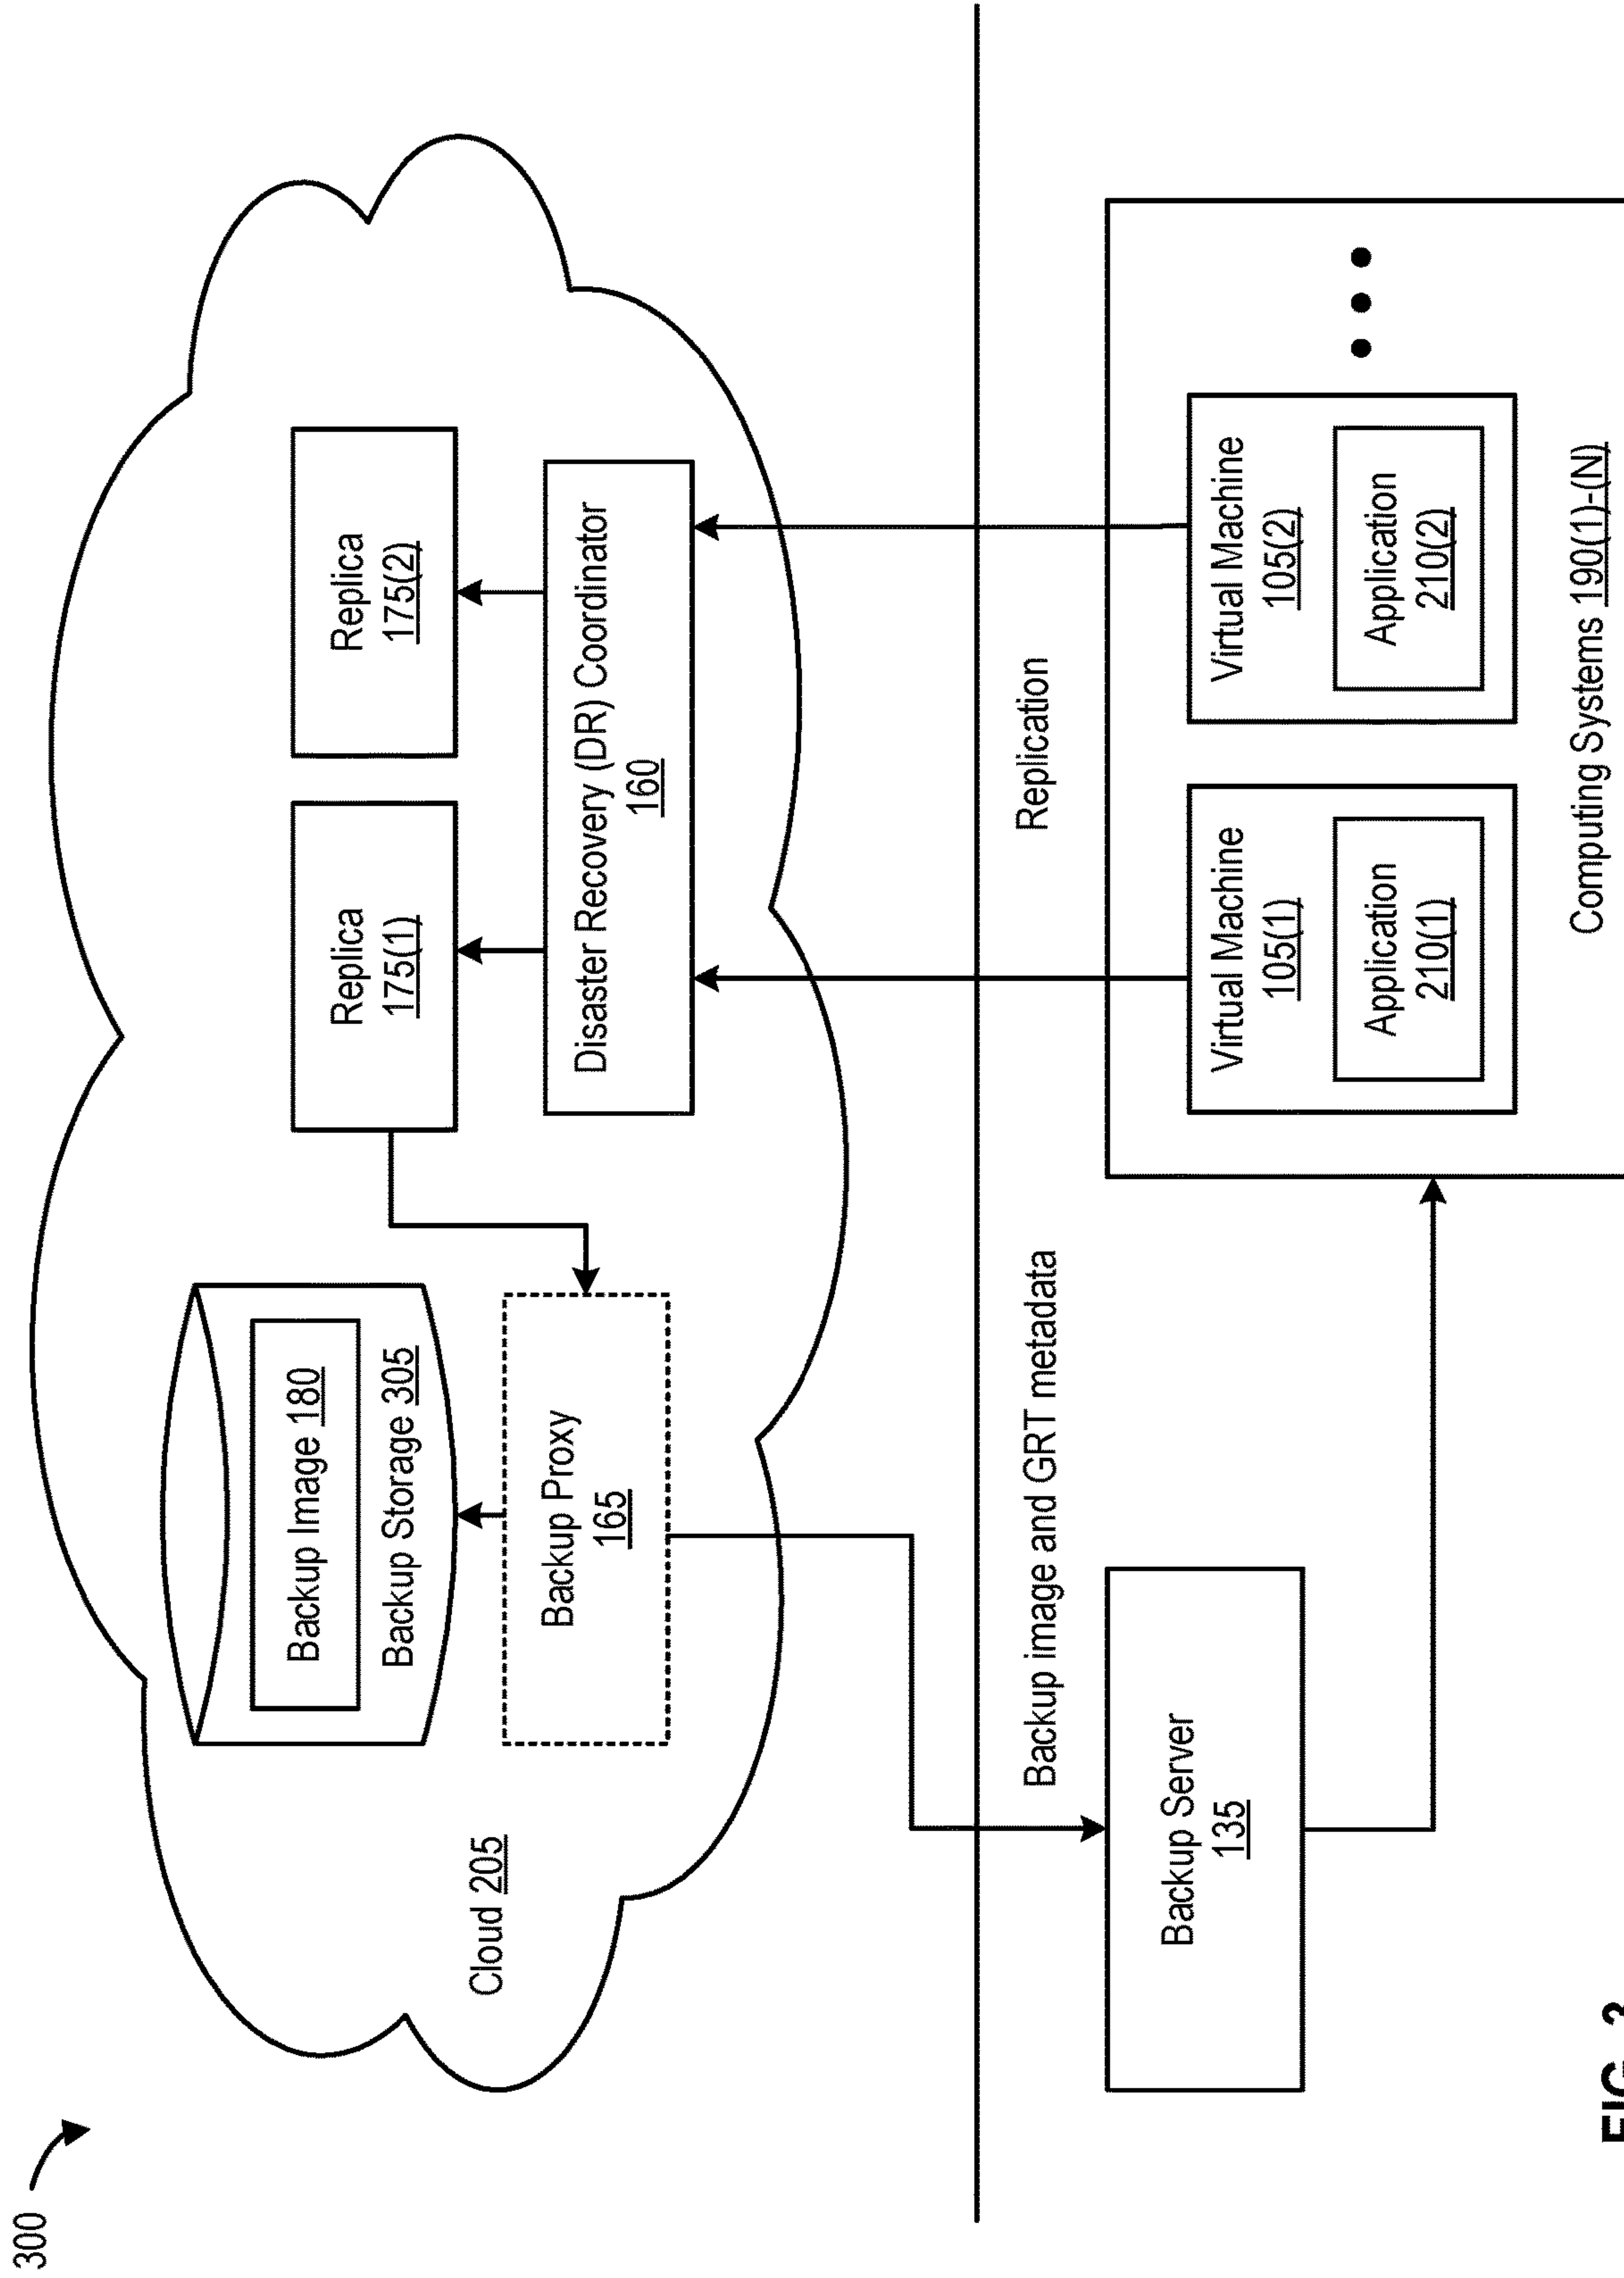 300
Cloud 205
Backup Image 180
Backup Storage 305
Backup Proxy
165
Replica
175(1)
Replica
175(2)
Disaster Recovery (DR) Coordinator
160
Backup image and GRT metadata
Replication
Backup Server
135
Virtual Machine
105(1)
Application
210(1)
Virtual Machine
105(2)
Application
210(2)
Computing Systems 190(1)-(N)
FIG. 3